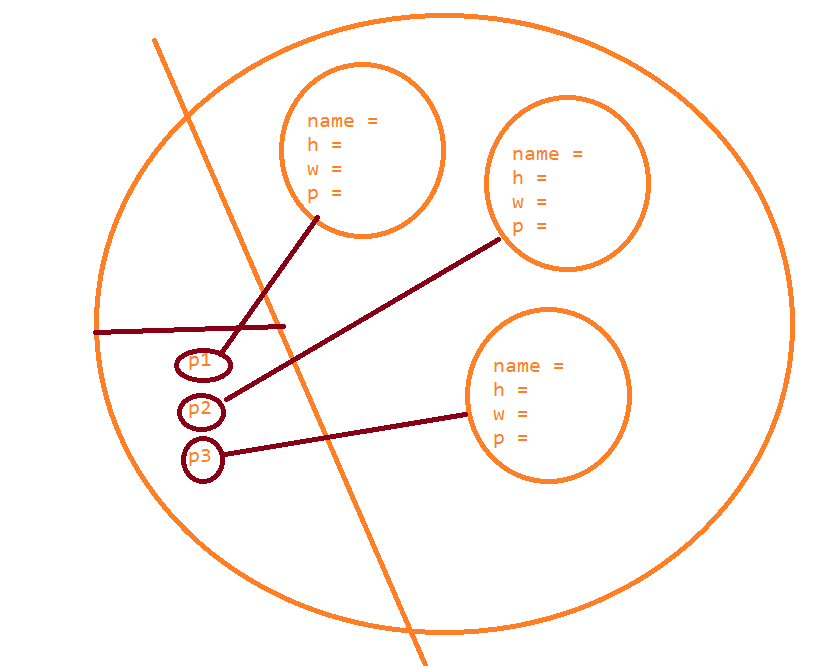 name =
h =
w =
p =
name =
h =
w =
p =
p1
p2
p3
name =
h =
w =
p =